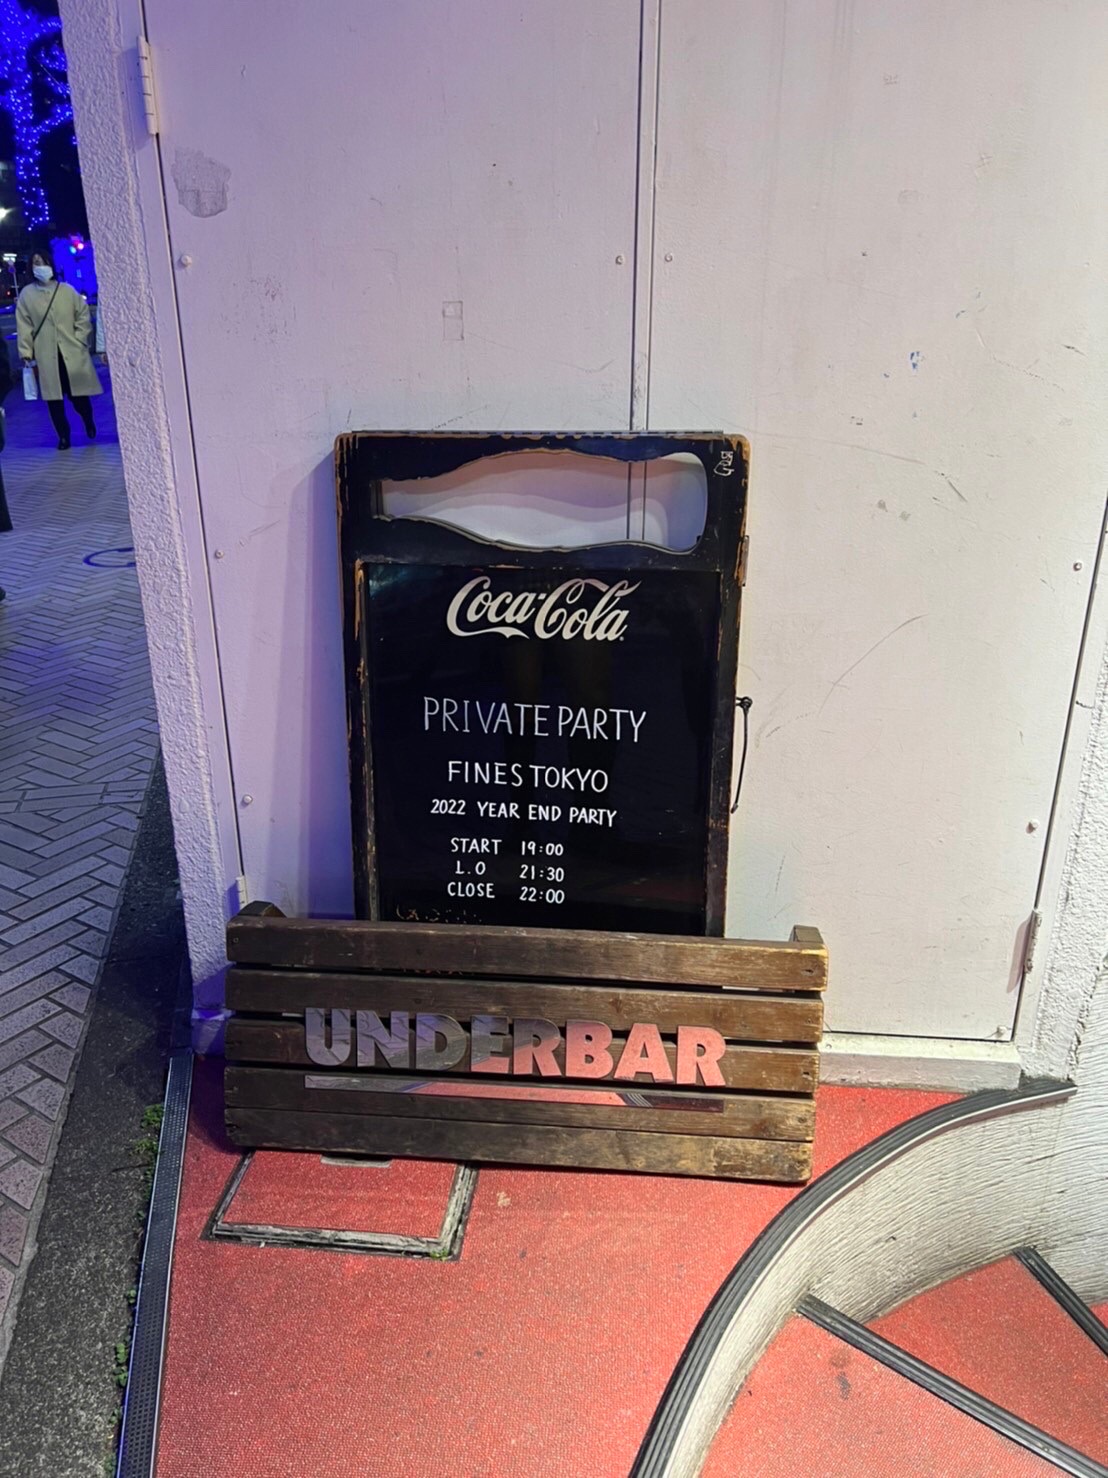 Coca-Cola
PRIVATE PARTY
FINES TOKYO
2022 YEAR END PARTY
START 19:00
L.O 21:30
CLOSE 22:00
UNDERBAR